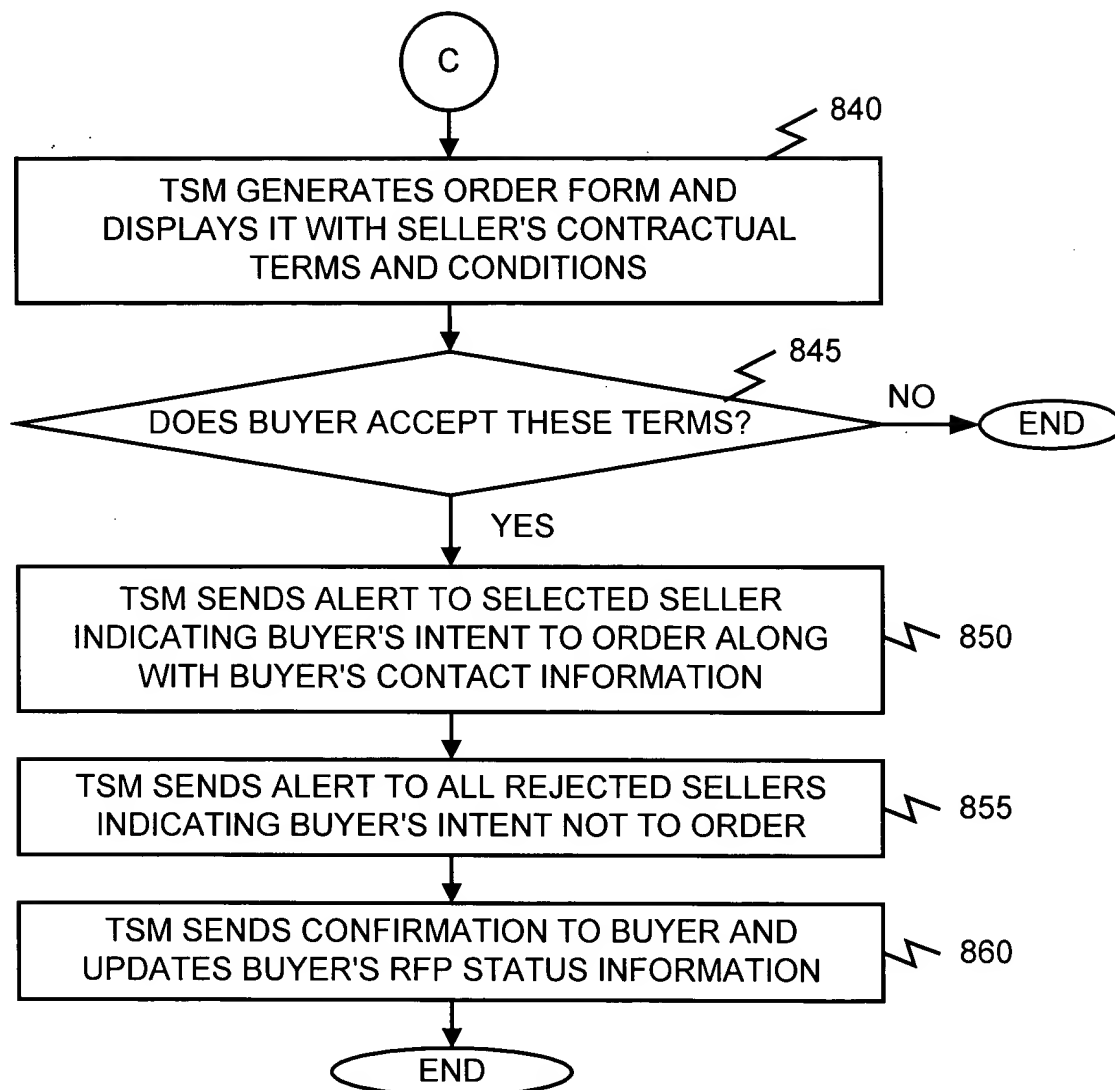 C
840
TSM GENERATES ORDER FORM AND
DISPLAYS IT WITH SELLER'S CONTRACTUAL
TERMS AND CONDITIONS
845
DOES BUYER ACCEPT THESE TERMS?
NO
END
YES
TSM SENDS ALERT TO SELECTED SELLER
INDICATING BUYER'S INTENT TO ORDER ALONG
WITH BUYER'S CONTACT INFORMATION
850
TSM SENDS ALERT TO ALL REJECTED SELLERS
INDICATING BUYER'S INTENT NOT TO ORDER
855
TSM SENDS CONFIRMATION TO BUYER AND
UPDATES BUYER'S RFP STATUS INFORMATION
860
END